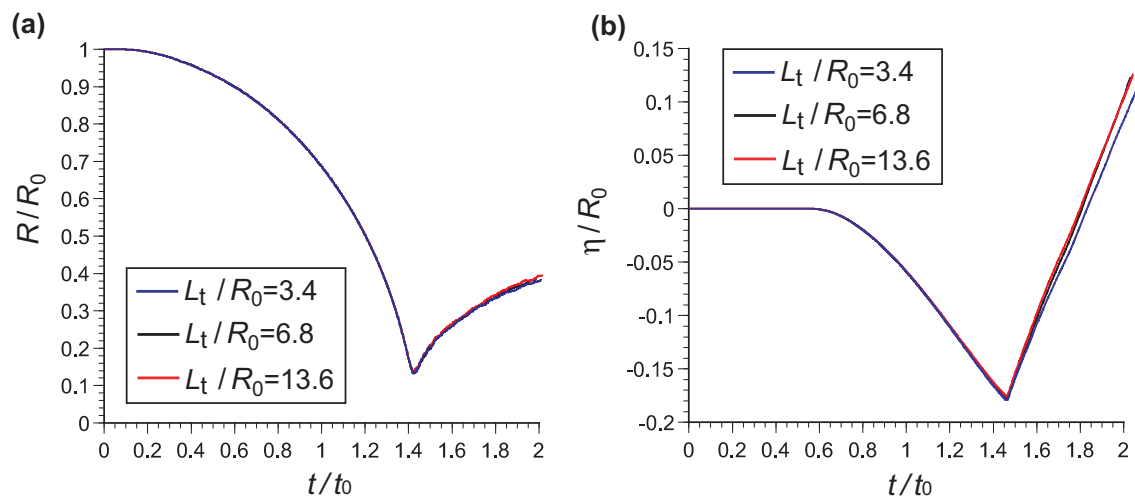 (a)
1
0.9
0.8
0.7
0.6
0.5
0.4
0.3
0.2
0.1
0
R/R0
Lt/R0=3.4
Lt/R0=6.8
Lt/R0=13.6
0 0.2 0.4 0.6 0.8 1 1.2 1.4 1.6 1.8 2
t/t0
(b)
0.15
0.1
0.05
0
-0.05
-0.1
-0.15
-0.2
η/R0
Lt/R0=3.4
Lt/R0=6.8
Lt/R0=13.6
0 0.2 0.4 0.6 0.8 1 1.2 1.4 1.6 1.8 2
t/t0